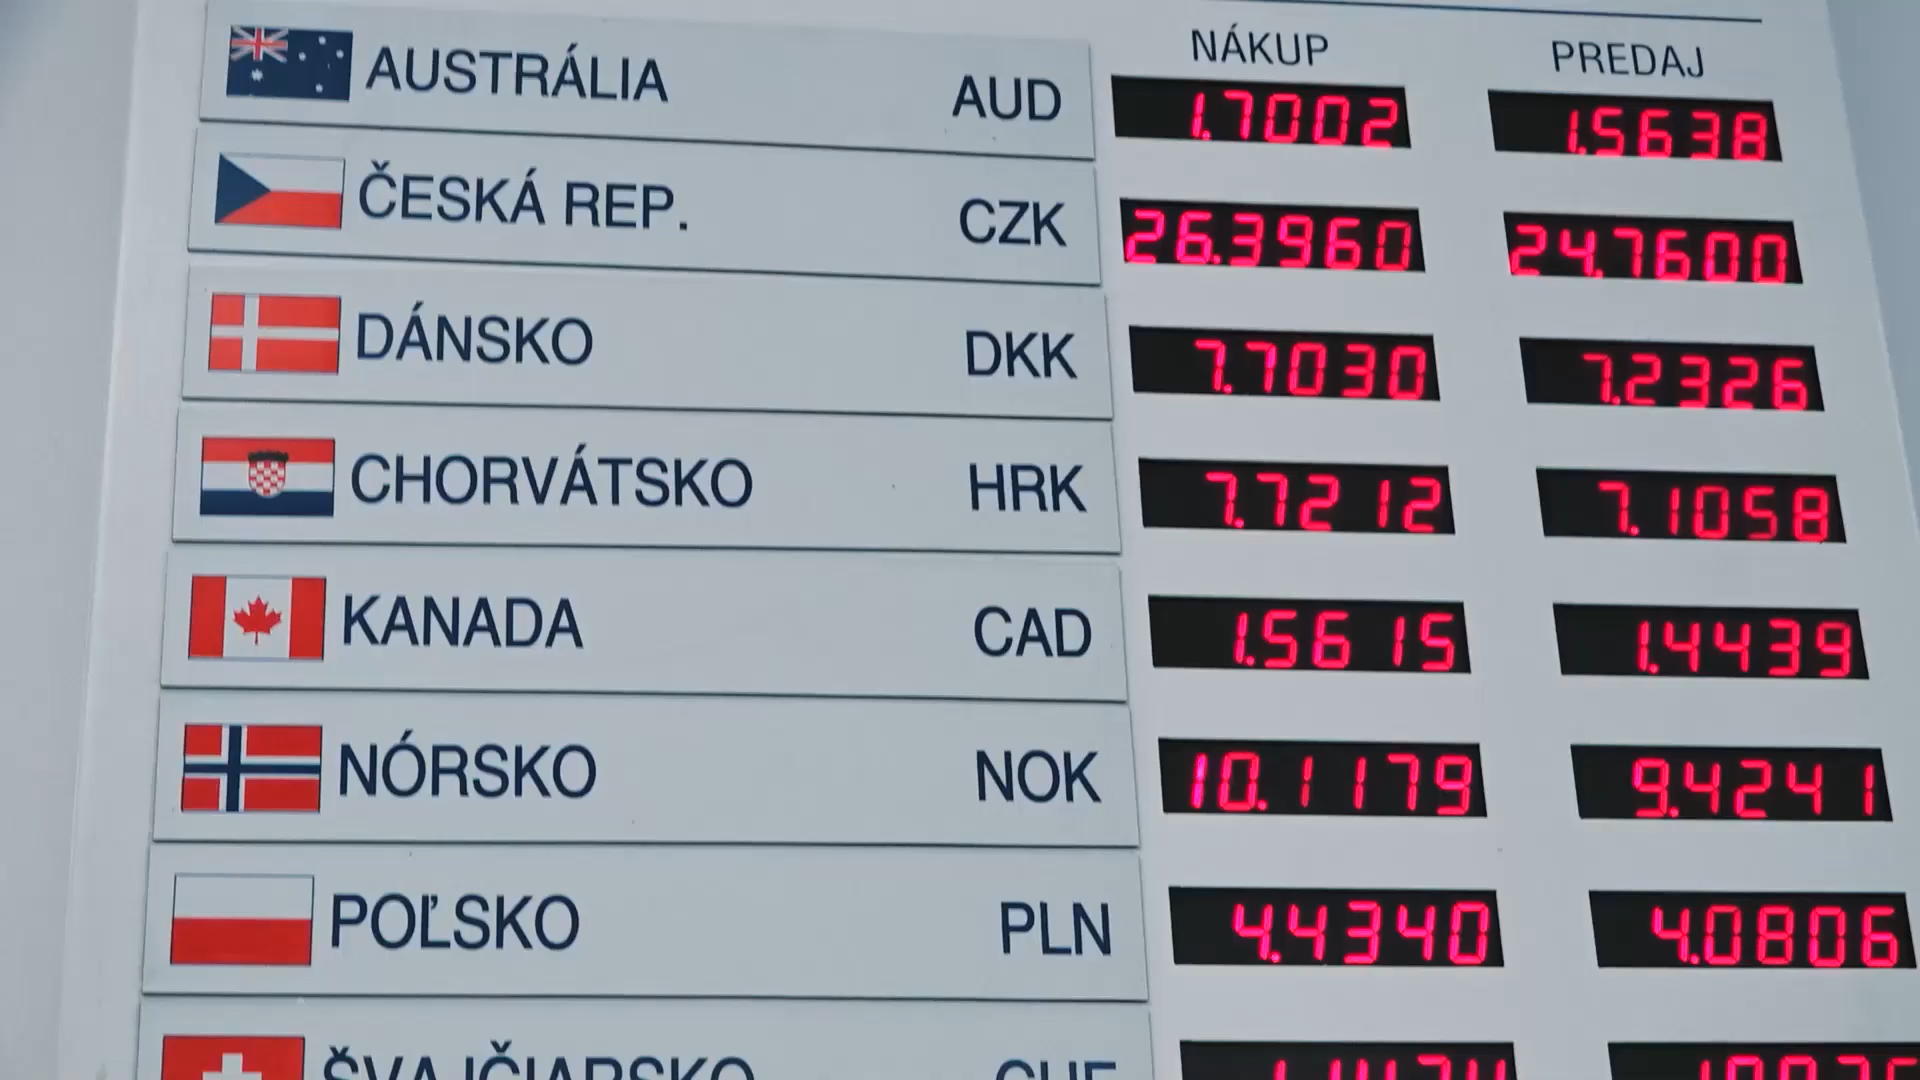 NÁKUP PREDAJ
AUSTRÁLIA AUD 1.7002 1.5638
ČESKÁ REP. CZK 26.3960 24.7600
DÁNSKO DKK 7.7030 7.2326
CHORVÁTSKO HRK 7.7212 7.1058
KANADA CAD 1.5615 1.4439
NÓRSKO NOK 10.1179 9.4241
POĽSKO PLN 4.4340 4.0806
ŠVAJČIARSKO CHF